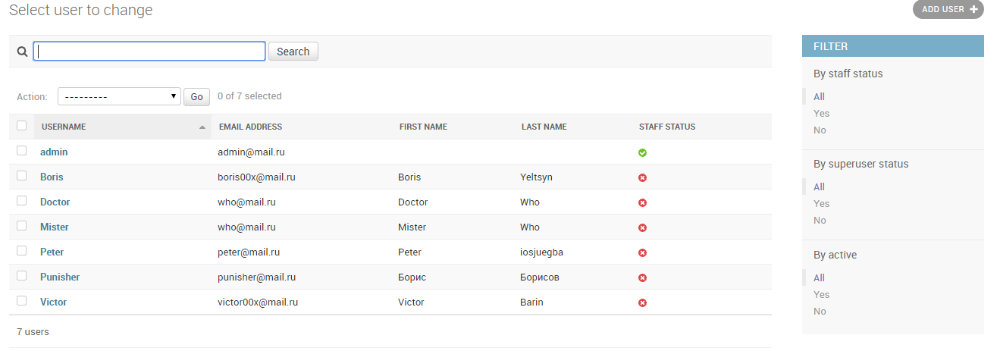 Select user to change
ADD USER +
Search
Action: --------- Go 0 of 7 selected
USERNAME EMAIL ADDRESS FIRST NAME LAST NAME STAFF STATUS
admin admin@mail.ru
Boris boris00x@mail.ru Boris Yeltsyn
Doctor who@mail.ru Doctor Who
Mister who@mail.ru Mister Who
Peter peter@mail.ru Peter iosjuegba
Punisher punisher@mail.ru Борис Борисов
Victor victor00x@mail.ru Victor Barin
7 users
FILTER
By staff status
All
Yes
No
By superuser status
All
Yes
No
By active
All
Yes
No